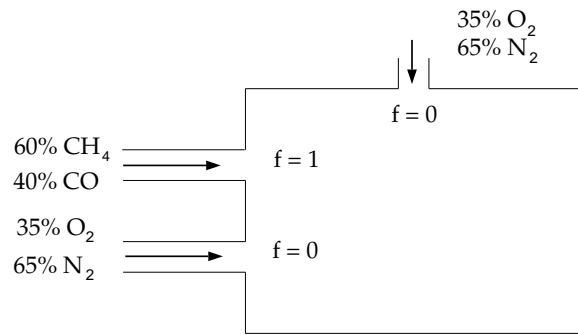 35% O₂
65% N₂
f = 0
60% CH₄
40% CO
f = 1
35% O₂
65% N₂
f = 0